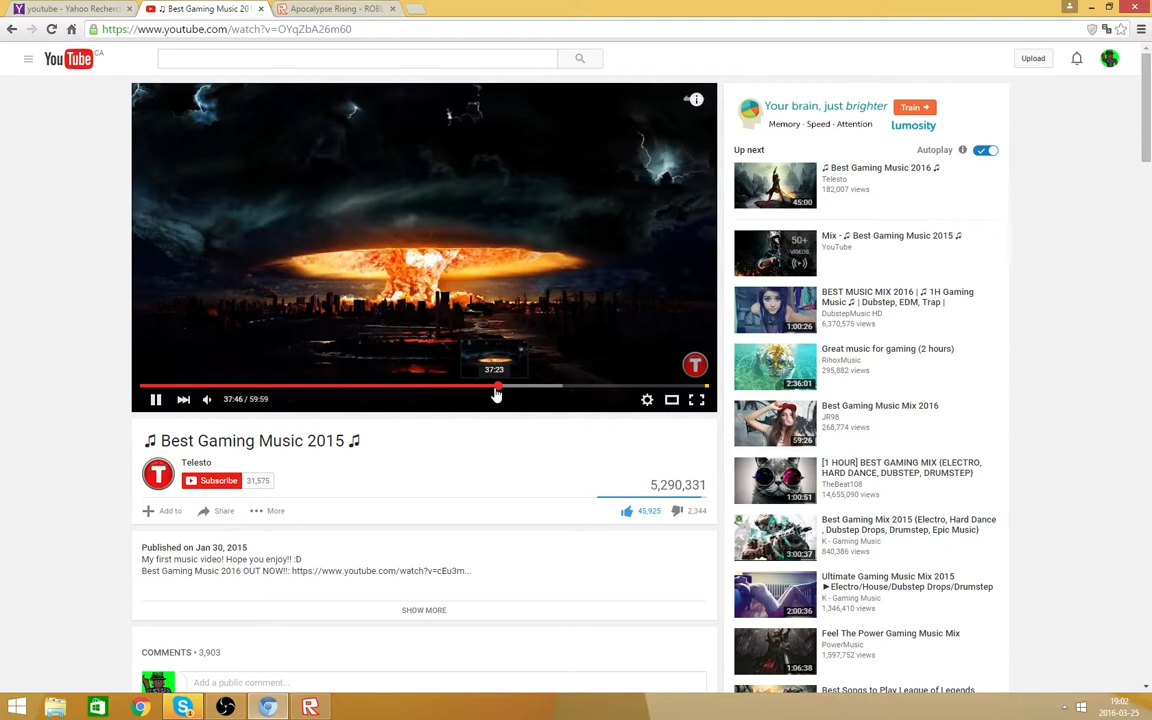 youtube - Yahoo Recherc
♫ Best Gaming Music 201
Apocalypse Rising - ROBL
https://www.youtube.com/watch?v=OYqZbA26m60
YouTube CA
Upload
Your brain, just brighter
Train →
Memory · Speed · Attention
lumosity
Up next
Autoplay
♫ Best Gaming Music 2016 ♫
Telesto
182,007 views
45:00
50+
VIDEOS
Mix - ♫ Best Gaming Music 2015 ♫
YouTube
BEST MUSIC MIX 2016 | ♫ 1H Gaming
Music ♫ | Dubstep, EDM, Trap |
DubstepMusic HD
6,370,575 views
1:00:26
Great music for gaming (2 hours)
RihoxMusic
295,882 views
2:36:01
Best Gaming Music Mix 2016
JR98
268,774 views
59:26
[1 HOUR] BEST GAMING MIX (ELECTRO,
HARD DANCE, DUBSTEP, DRUMSTEP)
TheBeat108
14,655,090 views
1:00:51
Best Gaming Mix 2015 (Electro, Hard Dance
, Dubstep Drops, Drumstep, Epic Music)
K - Gaming Music
840,386 views
3:00:37
Ultimate Gaming Music Mix 2015
►Electro/House/Dubstep Drops/Drumstep
K - Gaming Music
1,346,410 views
2:00:36
Feel The Power Gaming Music Mix
PowerMusic
1,597,752 views
1:06:38
Best Songs to Play League of Legends
T
37:23
37:46 / 59:59
♫ Best Gaming Music 2015 ♫
T
Telesto
Subscribe
31,575
5,290,331
Add to
Share
More
45,925
2,344
Published on Jan 30, 2015
My first music video! Hope you enjoy!! :D
Best Gaming Music 2016 OUT NOW!!: https://www.youtube.com/watch?v=cEu3m...
SHOW MORE
COMMENTS • 3,903
Add a public comment...
19:02
2016-03-25